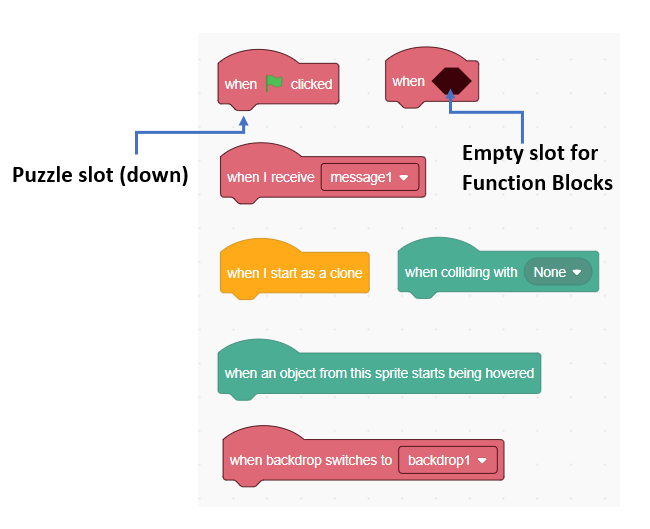 when clicked
when
Puzzle slot (down)
Empty slot for
Function Blocks
when I receive message1
when I start as a clone
when colliding with None
when an object from this sprite starts being hovered
when backdrop switches to backdrop1